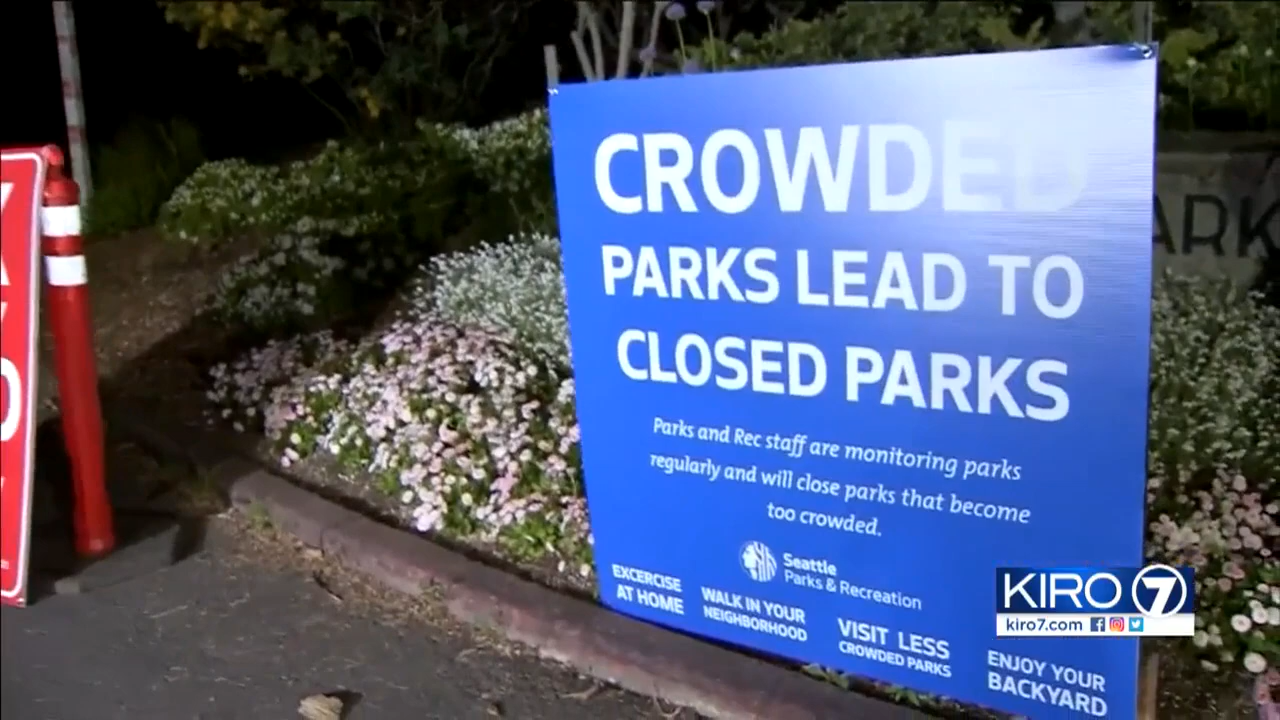 CROWDED
PARKS LEAD TO
CLOSED PARKS
Parks and Rec staff are monitoring parks
regularly and will close parks that become
too crowded.
Seattle
Parks & Recreation
EXCERCISE
AT HOME
WALK IN YOUR
NEIGHBORHOOD
VISIT LESS
CROWDED PARKS
ENJOY YOUR
BACKYARD
ARK
KIRO 7
kiro7.com